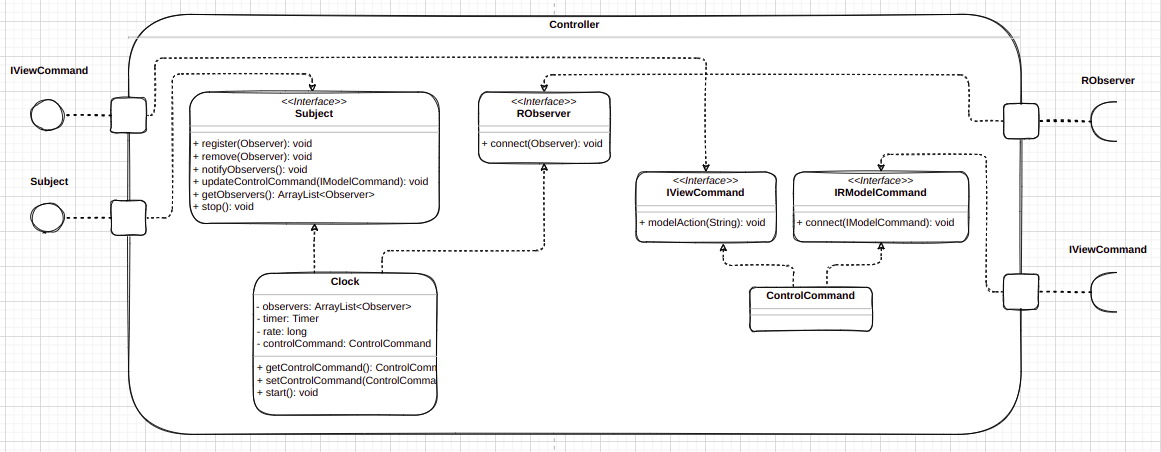 Controller
IViewCommand
Subject
<<Interface>>
Subject
+ register(Observer): void
+ remove(Observer): void
+ notifyObservers(): void
+ updateControlCommand(IModelCommand): void
+ getObservers(): ArrayList<Observer>
+ stop(): void
<<Interface>>
RObserver
+ connect(Observer): void
<<Interface>>
IViewCommand
+ modelAction(String): void
<<Interface>>
IRModelCommand
+ connect(IModelCommand): void
RObserver
IViewCommand
Clock
- observers: ArrayList<Observer>
- timer: Timer
- rate: long
- controlCommand: ControlCommand
+ getControlCommand(): ControlComm
+ setControlCommand(ControlComma
+ start(): void
ControlCommand